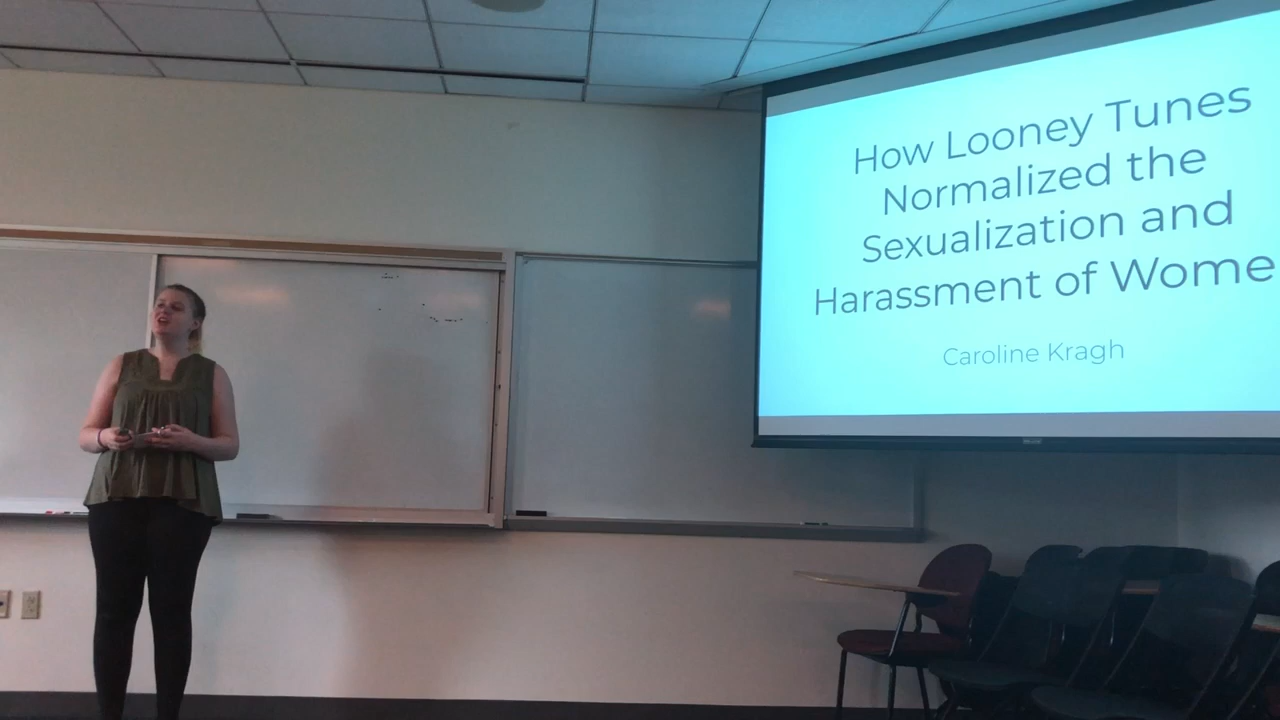 How Looney Tunes
Normalized the
Sexualization and
Harassment of Wome
Caroline Kragh